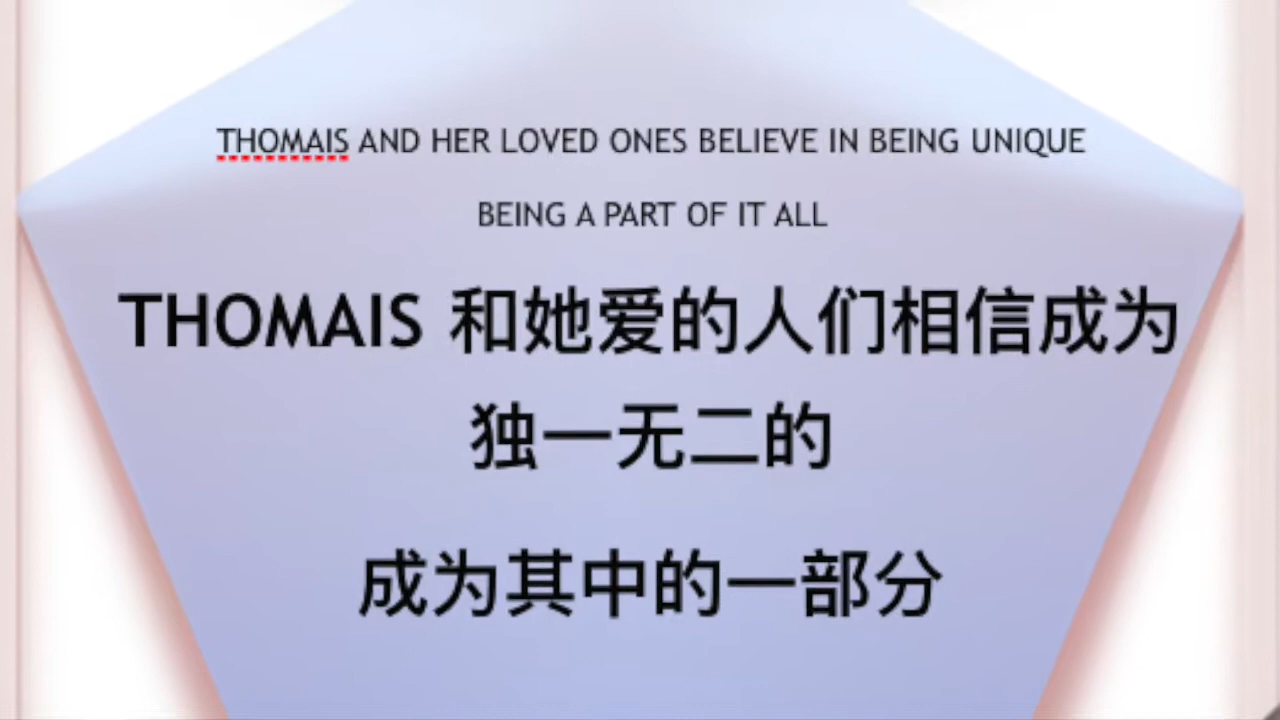 THOMAIS AND HER LOVED ONES BELIEVE IN BEING UNIQUE
BEING A PART OF IT ALL
THOMAIS 和她爱的人们相信成为
独一无二的
成为其中的一部分